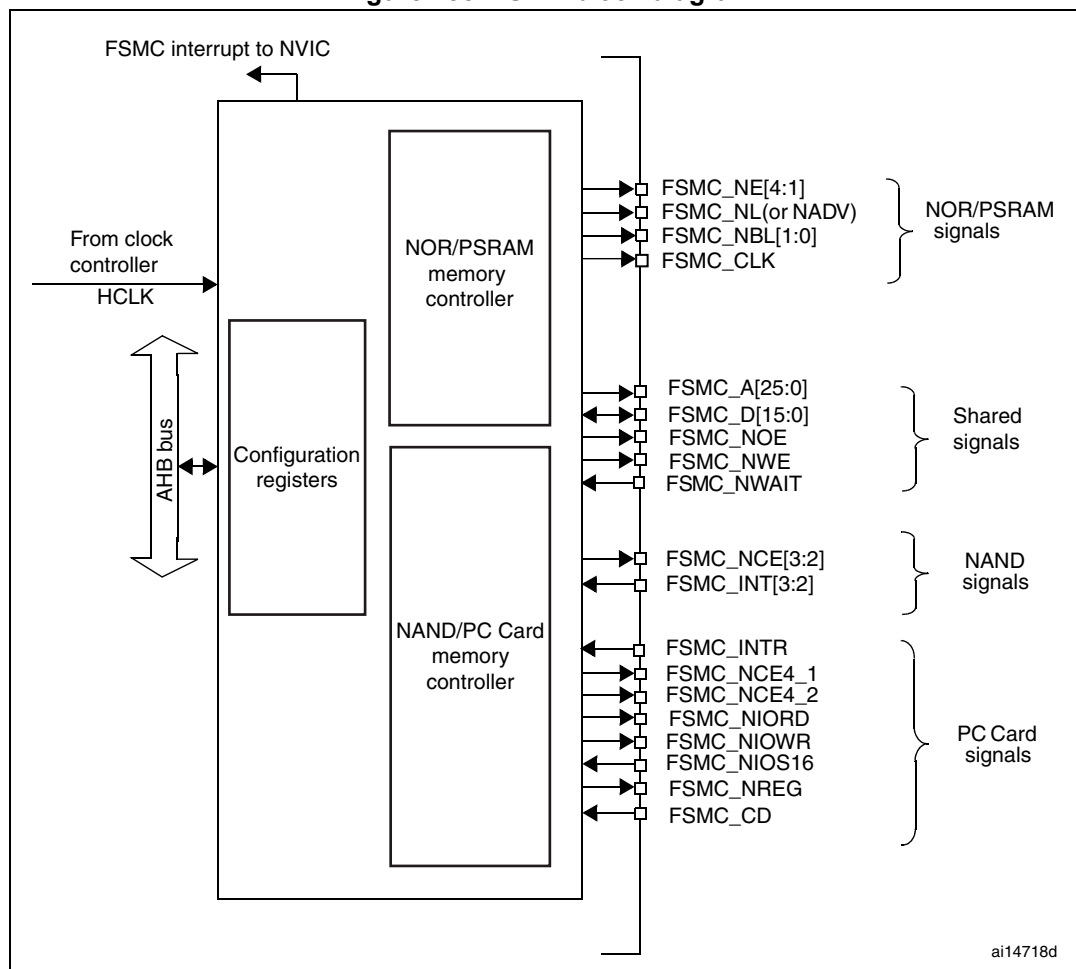 FSMC interrupt to NVIC
From clock
controller
HCLK
AHB bus
Configuration
registers
NOR/PSRAM
memory
controller
NAND/PC Card
memory
controller
FSMC_NE[4:1]
FSMC_NL(or NADV)
FSMC_NBL[1:0]
FSMC_CLK
NOR/PSRAM
signals
FSMC_A[25:0]
FSMC_D[15:0]
FSMC_NOE
FSMC_NWE
FSMC_NWAIT
Shared
signals
FSMC_NCE[3:2]
FSMC_INT[3:2]
NAND
signals
FSMC_INTR
FSMC_NCE4_1
FSMC_NCE4_2
FSMC_NIORD
FSMC_NIOWR
FSMC_NIOS16
FSMC_NREG
FSMC_CD
PC Card
signals
ai14718d